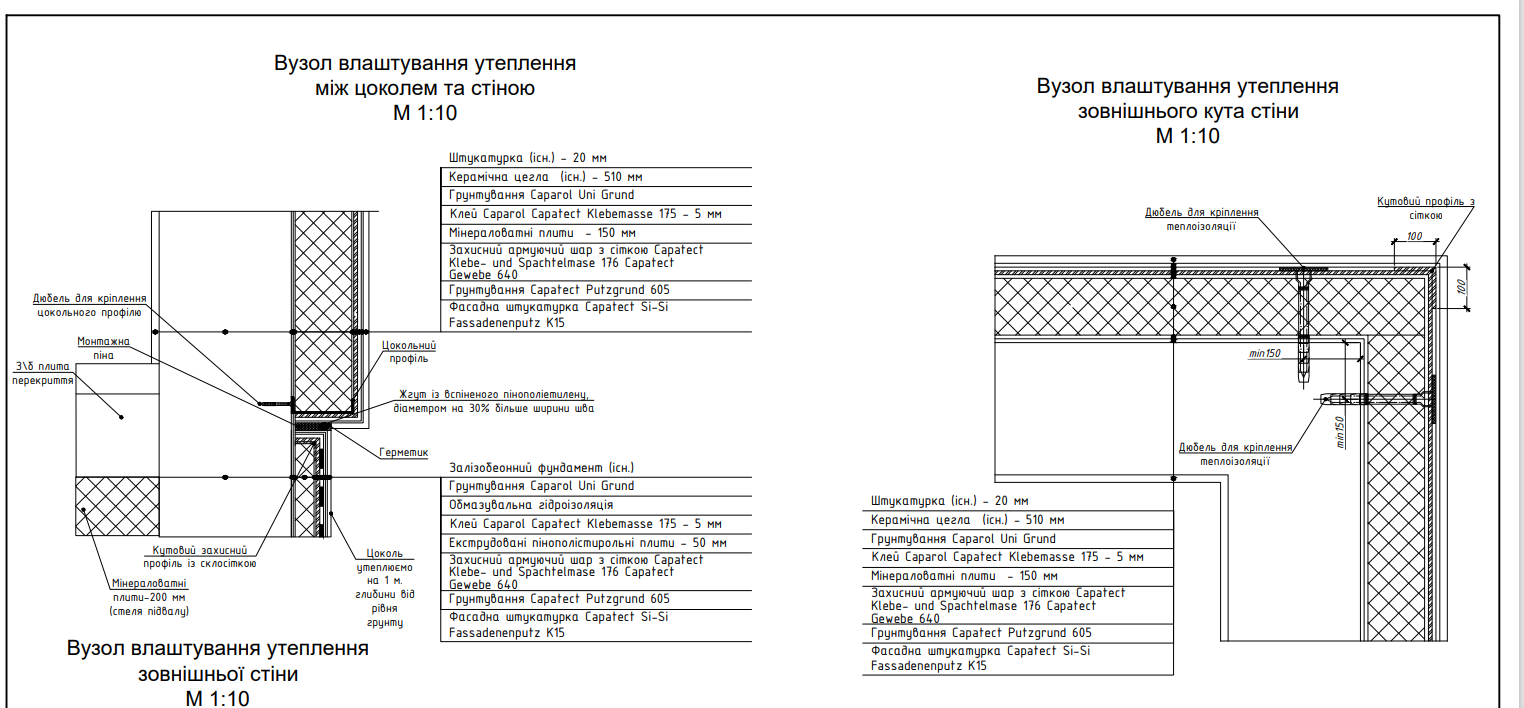 Вузол влаштування утеплення
між цоколем та стіною
М 1:10
Штукатурка (існ.) - 20 мм
Керамічна цегла (існ.) - 510 мм
Грунтування Caparol Uni Grund
Клей Caparol Capatect Klebemasse 175 - 5 мм
Мінераловатні плити - 150 мм
Захисний армуючий шар з сіткою Capatect
Klebe- und Spachtelmase 176 Capatect
Gewebe 640
Грунтування Capatect Putzgrund 605
Фасадна штукатурка Capatect Si-Si
Fassadenenputz K15
Дюбель для кріплення
цокольного профілю
Монтажна
піна
З\б плита
перекриття
Цокольний
профіль
Жгут із вспіненого пінополіетилену,
діаметром на 30% більше ширини шва
Герметик
Залізобеонний фундамент (існ.)
Грунтування Caparol Uni Grund
Обмазувальна гідроізоляція
Клей Caparol Capatect Klebemasse 175 - 5 мм
Екструдовані пінополістирольні плити - 50 мм
Захисний армуючий шар з сіткою Capatect
Klebe- und Spachtelmase 176 Capatect
Gewebe 640
Грунтування Capatect Putzgrund 605
Фасадна штукатурка Capatect Si-Si
Fassadenenputz K15
Кутовий захисний
профіль із склосіткою
Мінераловатні
плити-200 мм
(стеля підвалу)
Цоколь
утеплюємо
на 1 м.
глибини від
рівня
грунту
Вузол влаштування утеплення
зовнішньої стіни
М 1:10
Вузол влаштування утеплення
зовнішнього кута стіни
М 1:10
Дюбель для кріплення
теплоізоляції
Кутовий профіль з
сіткою
100
100
min150
min150
Дюбель для кріплення
теплоізоляції
Штукатурка (існ.) - 20 мм
Керамічна цегла (існ.) - 510 мм
Грунтування Caparol Uni Grund
Клей Caparol Capatect Klebemasse 175 - 5 мм
Мінераловатні плити - 150 мм
Захисний армуючий шар з сіткою Capatect
Klebe- und Spachtelmase 176 Capatect
Gewebe 640
Грунтування Capatect Putzgrund 605
Фасадна штукатурка Capatect Si-Si
Fassadenenputz K15